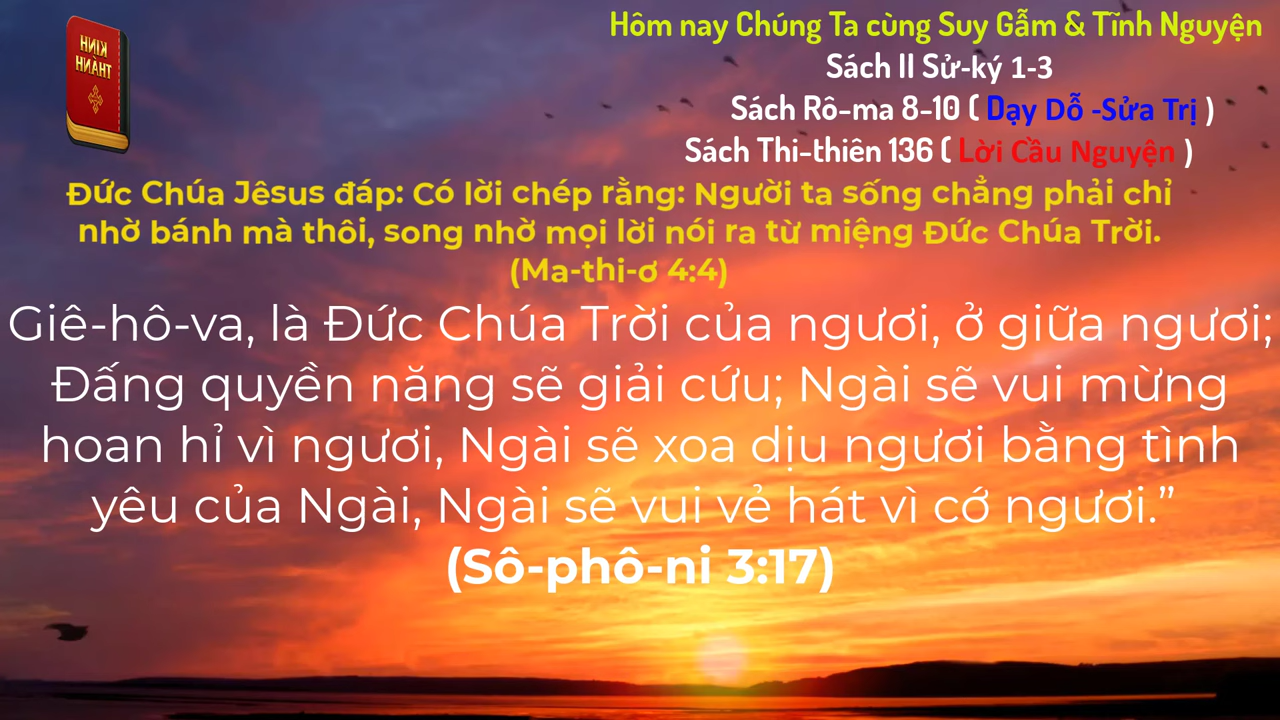 KINH
THÁNH
Hôm nay Chúng Ta cùng Suy Gẫm & Tĩnh Nguyện
Sách II Sử-ký 1-3
Sách Rô-ma 8-10 ( Dạy Dỗ -Sửa Trị )
Sách Thi-thiên 136 ( Lời Cầu Nguyện )
Đức Chúa Jêsus đáp: Có lời chép rằng: Người ta sống chẳng phải chỉ
nhờ bánh mà thôi, song nhờ mọi lời nói ra từ miệng Đức Chúa Trời.
(Ma-thi-ơ 4:4)
Giê-hô-va, là Đức Chúa Trời của ngươi, ở giữa ngươi;
Đấng quyền năng sẽ giải cứu; Ngài sẽ vui mừng
hoan hỉ vì ngươi, Ngài sẽ xoa dịu ngươi bằng tình
yêu của Ngài, Ngài sẽ vui vẻ hát vì cớ ngươi.”
(Sô-phô-ni 3:17)